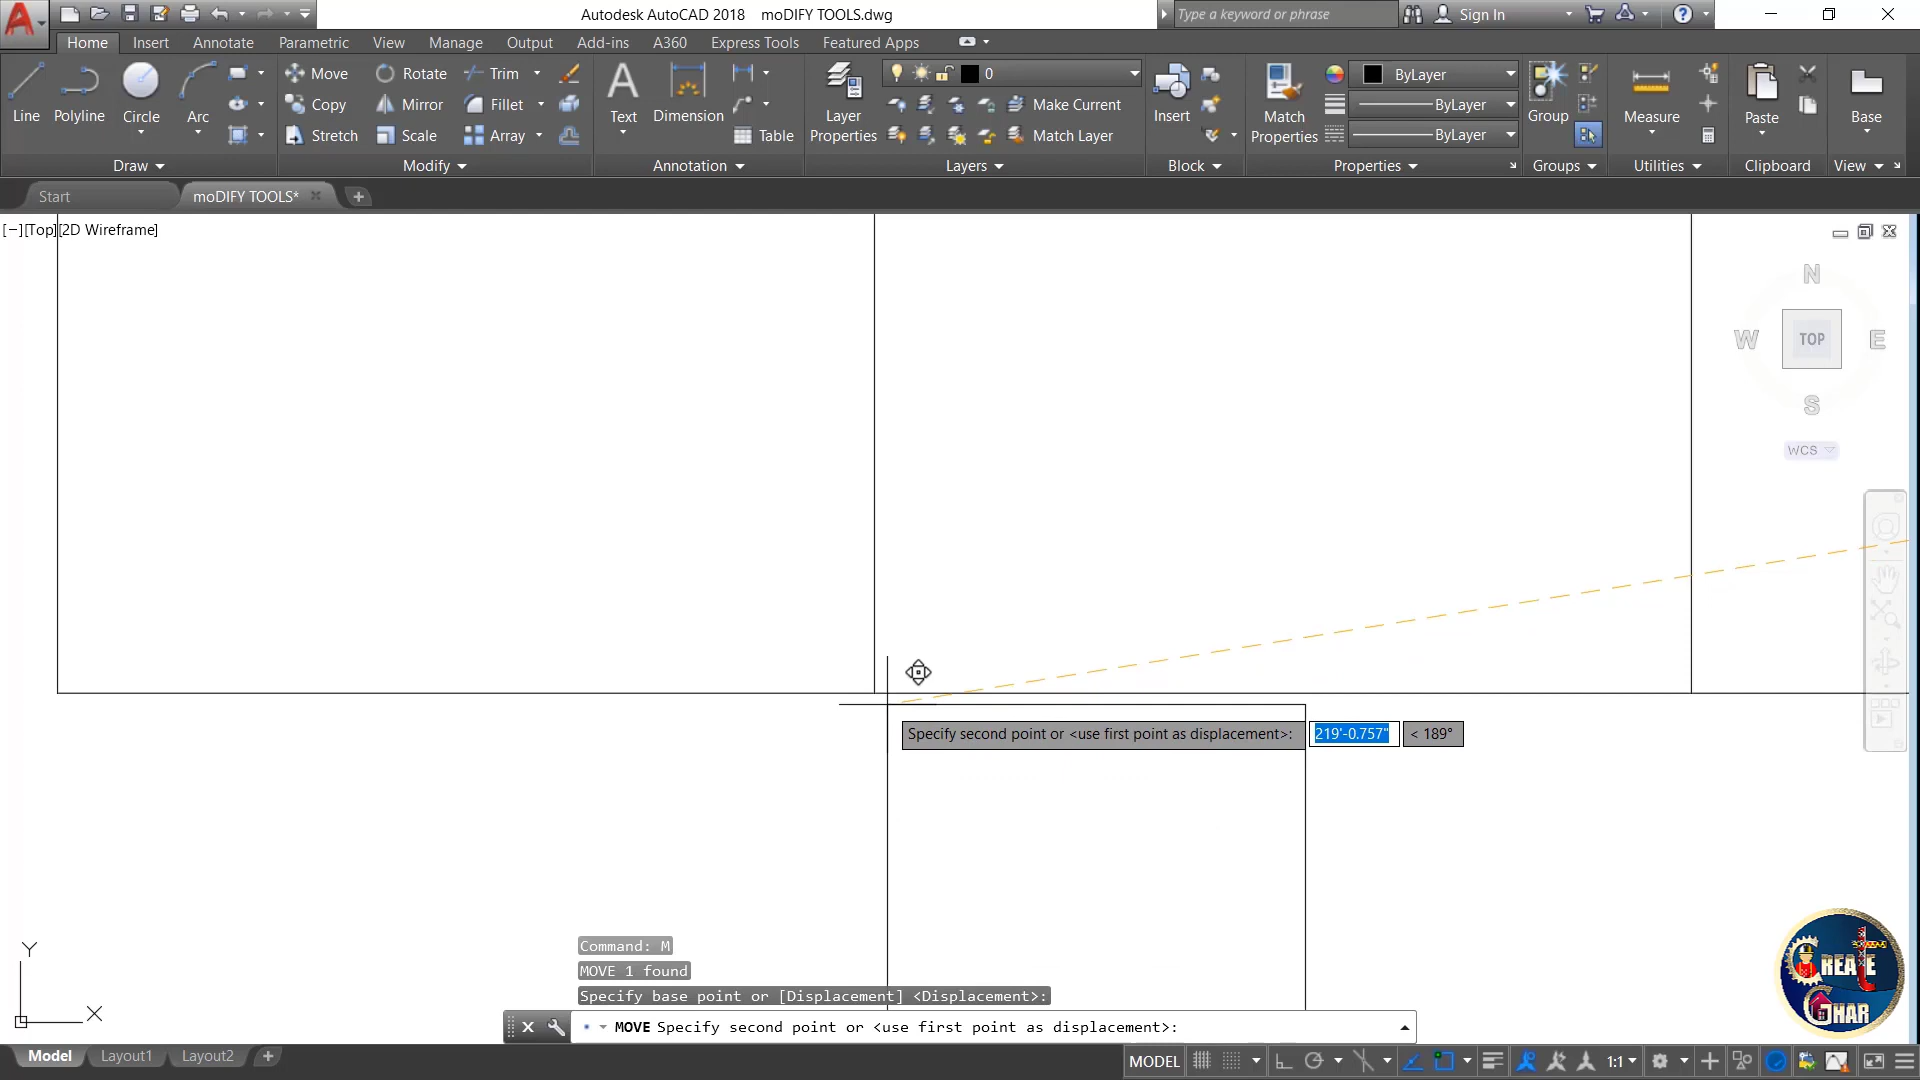 Autodesk AutoCAD 2018 moDIFY TOOLS.dwg
Type a keyword or phrase
Sign In
Home Insert Annotate Parametric View Manage Output Add-ins A360 Express Tools Featured Apps
Line Polyline Circle Arc
Move Rotate Trim
Copy Mirror Fillet
Stretch Scale Array
Text Dimension Table
Layer Properties
0
Make Current
Match Layer
Insert
Match Properties
ByLayer
ByLayer
ByLayer
Group
Measure
Paste
Base
Draw Modify Annotation Layers Block Properties Groups Utilities Clipboard View
Start moDIFY TOOLS*
[−][Top][2D Wireframe]
N
W TOP E
S
WCS
Specify second point or <use first point as displacement>: 219'-0.757" < 189°
Y
X
Command: M
MOVE 1 found
Specify base point or [Displacement] <Displacement>:
MOVE Specify second point or <use first point as displacement>:
CREATE
GHAR
Model Layout1 Layout2
MODEL 1:1